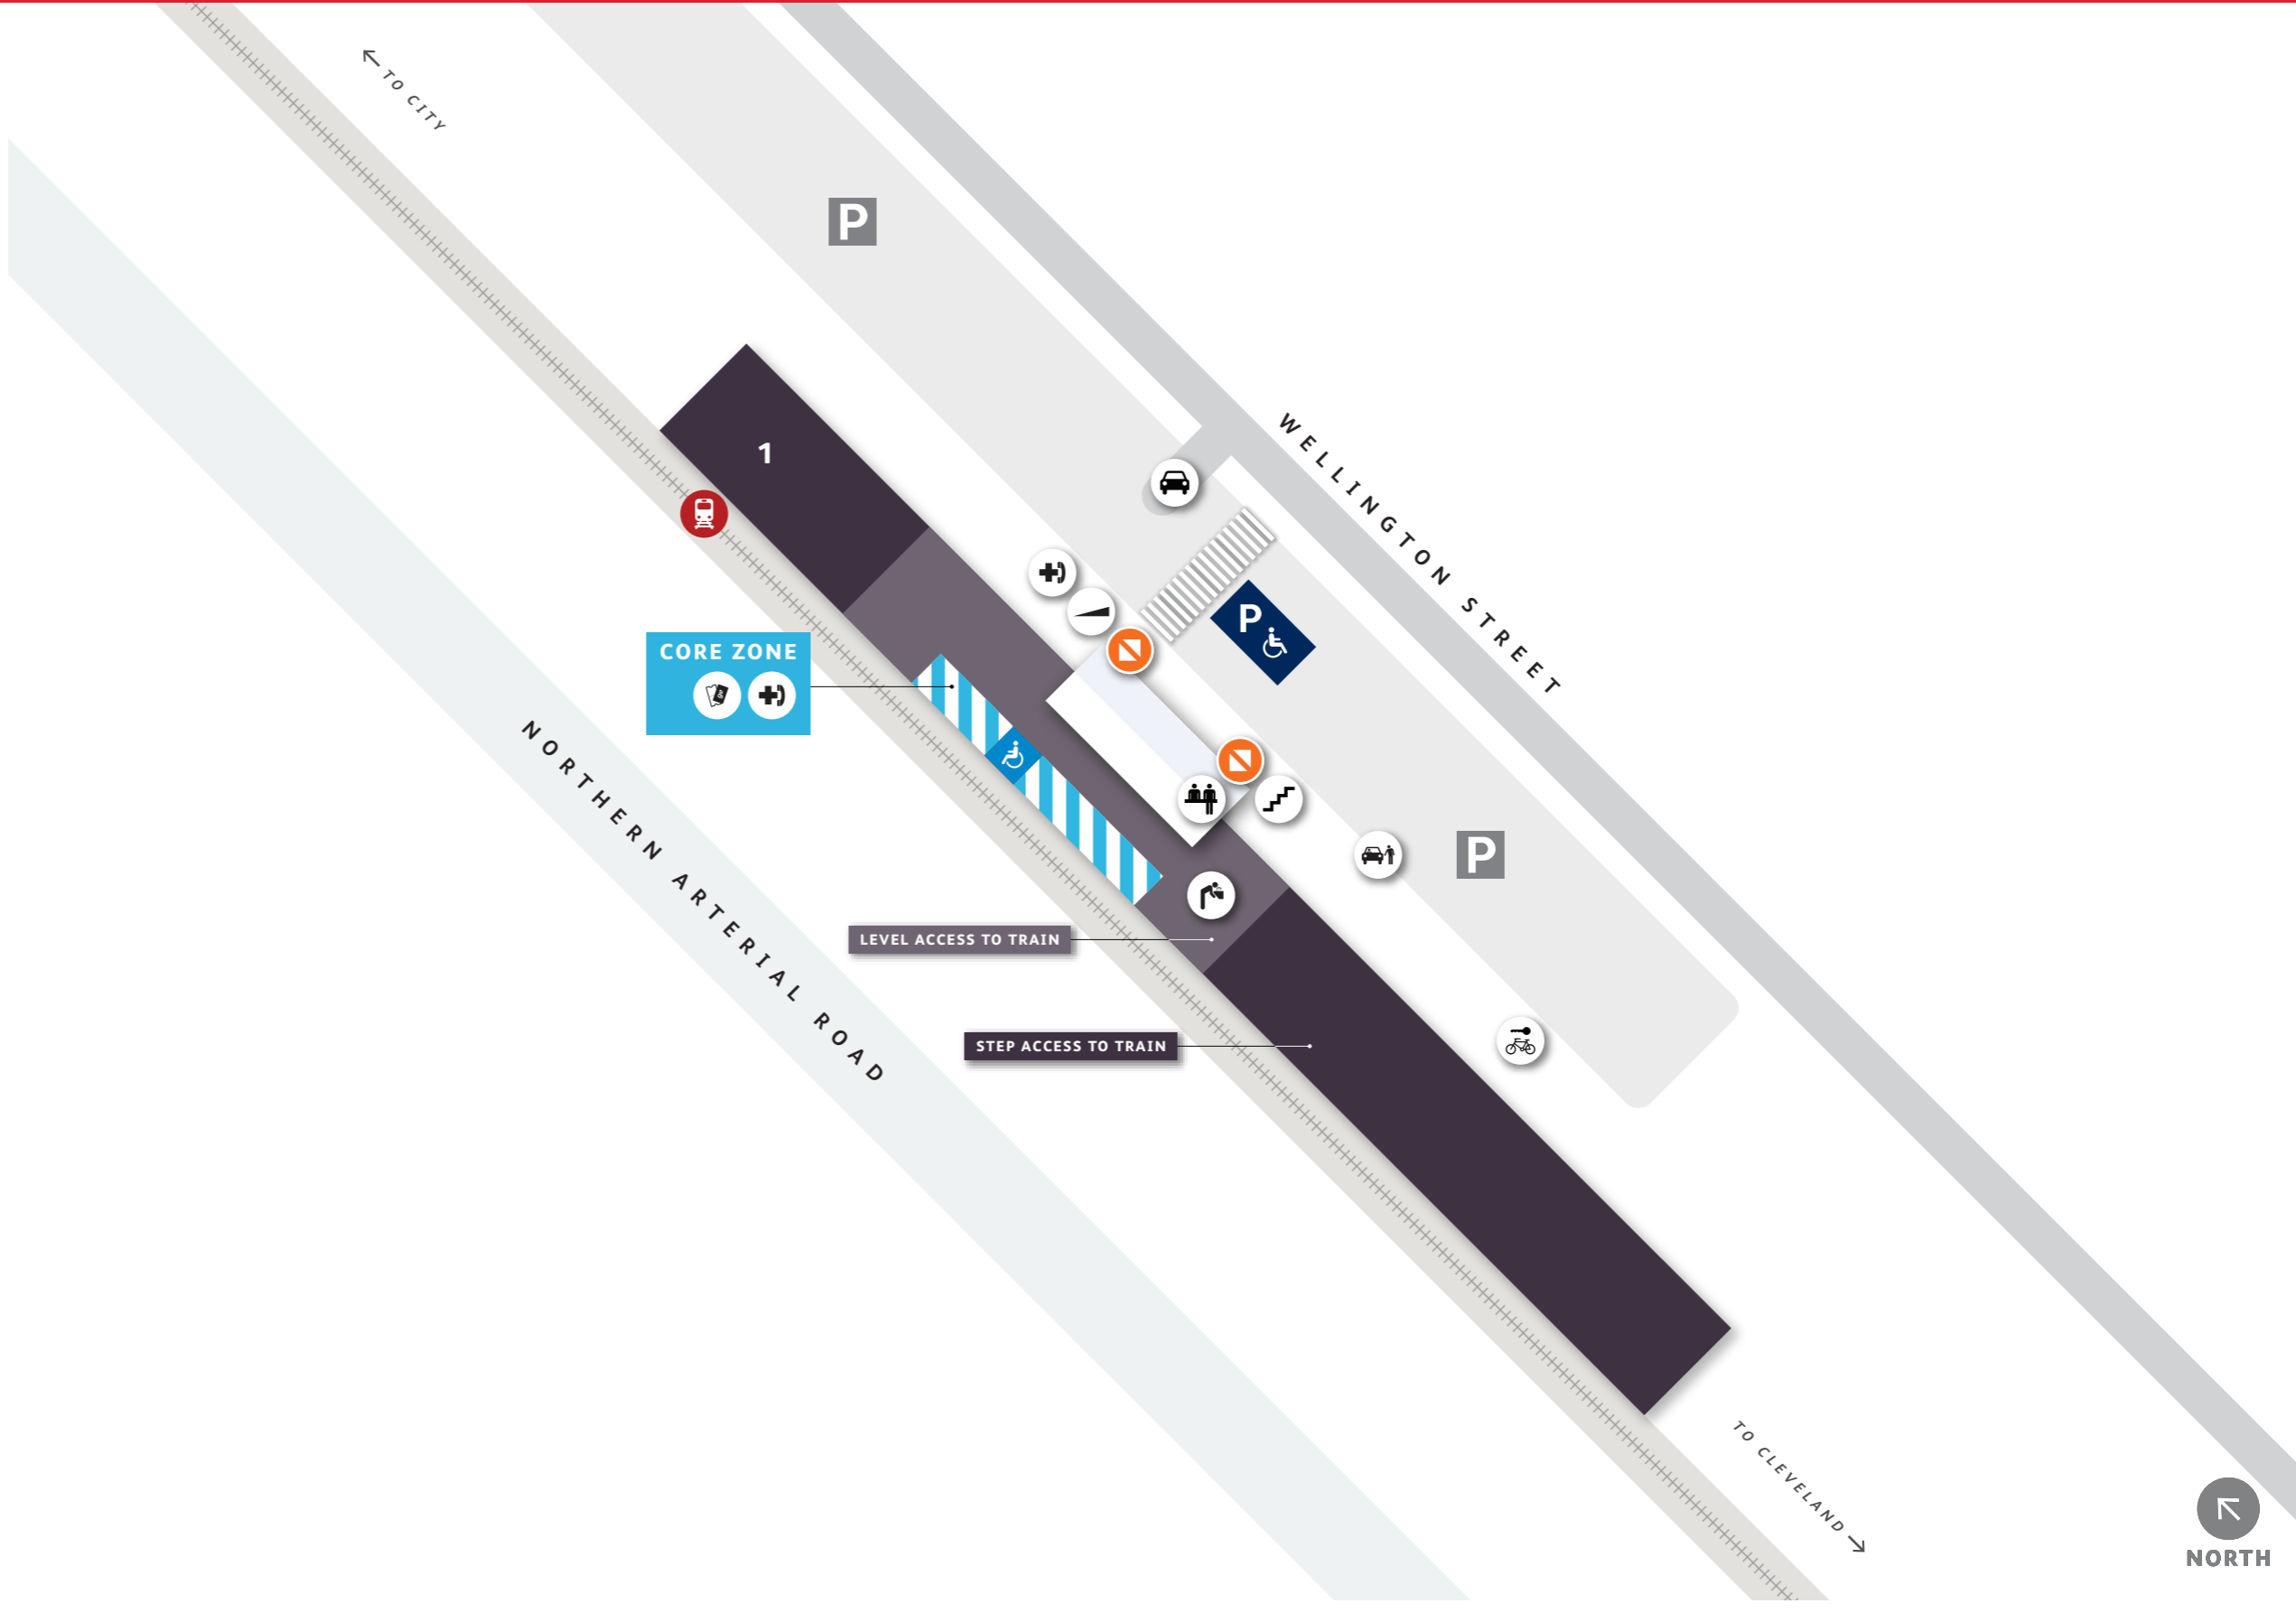 TO CITY
P
WELLINGTON STREET
1
P
CORE ZONE
NORTHERN ARTERIAL ROAD
P
LEVEL ACCESS TO TRAIN
STEP ACCESS TO TRAIN
TO CLEVELAND
NORTH